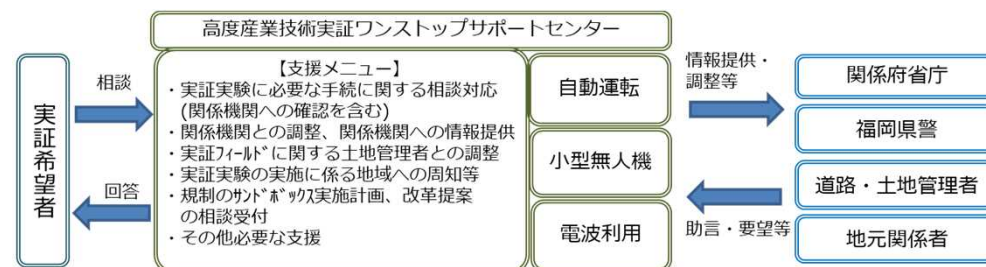 高度産業技術実証ワンストップサポートセンター
実証希望者
相談
回答
【支援メニュー】
・実証実験に必要な手続に関する相談対応
(関係機関への確認を含む)
・関係機関との調整、関係機関への情報提供
・実証ﾌｨｰﾙﾄﾞに関する土地管理者との調整
・実証実験の実施に係る地域への周知等
・規制のｻﾝﾄﾞﾎﾞｯｸｽ実施計画、改革提案
の相談受付
・その他必要な支援
自動運転
小型無人機
電波利用
情報提供・
調整等
助言・要望等
関係府省庁
福岡県警
道路・土地管理者
地元関係者